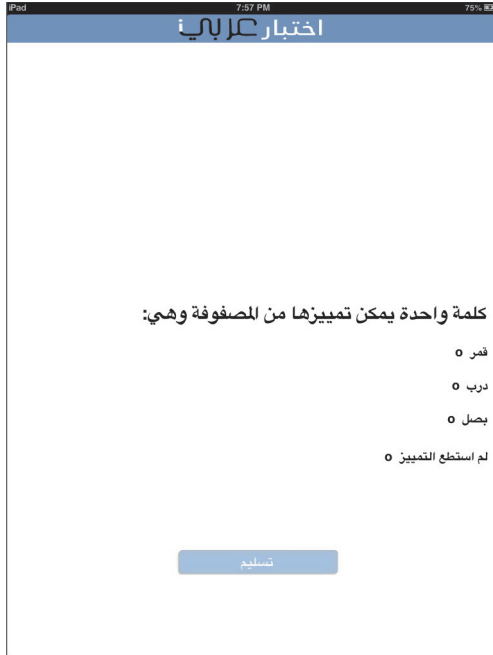 iPad 7:57 PM 75%
اختبار عربي i
كلمة واحدة يمكن تمييزها من المصفوفة وهي:
قمر o
درب o
بصل o
لم استطع التمييز o
تسليم